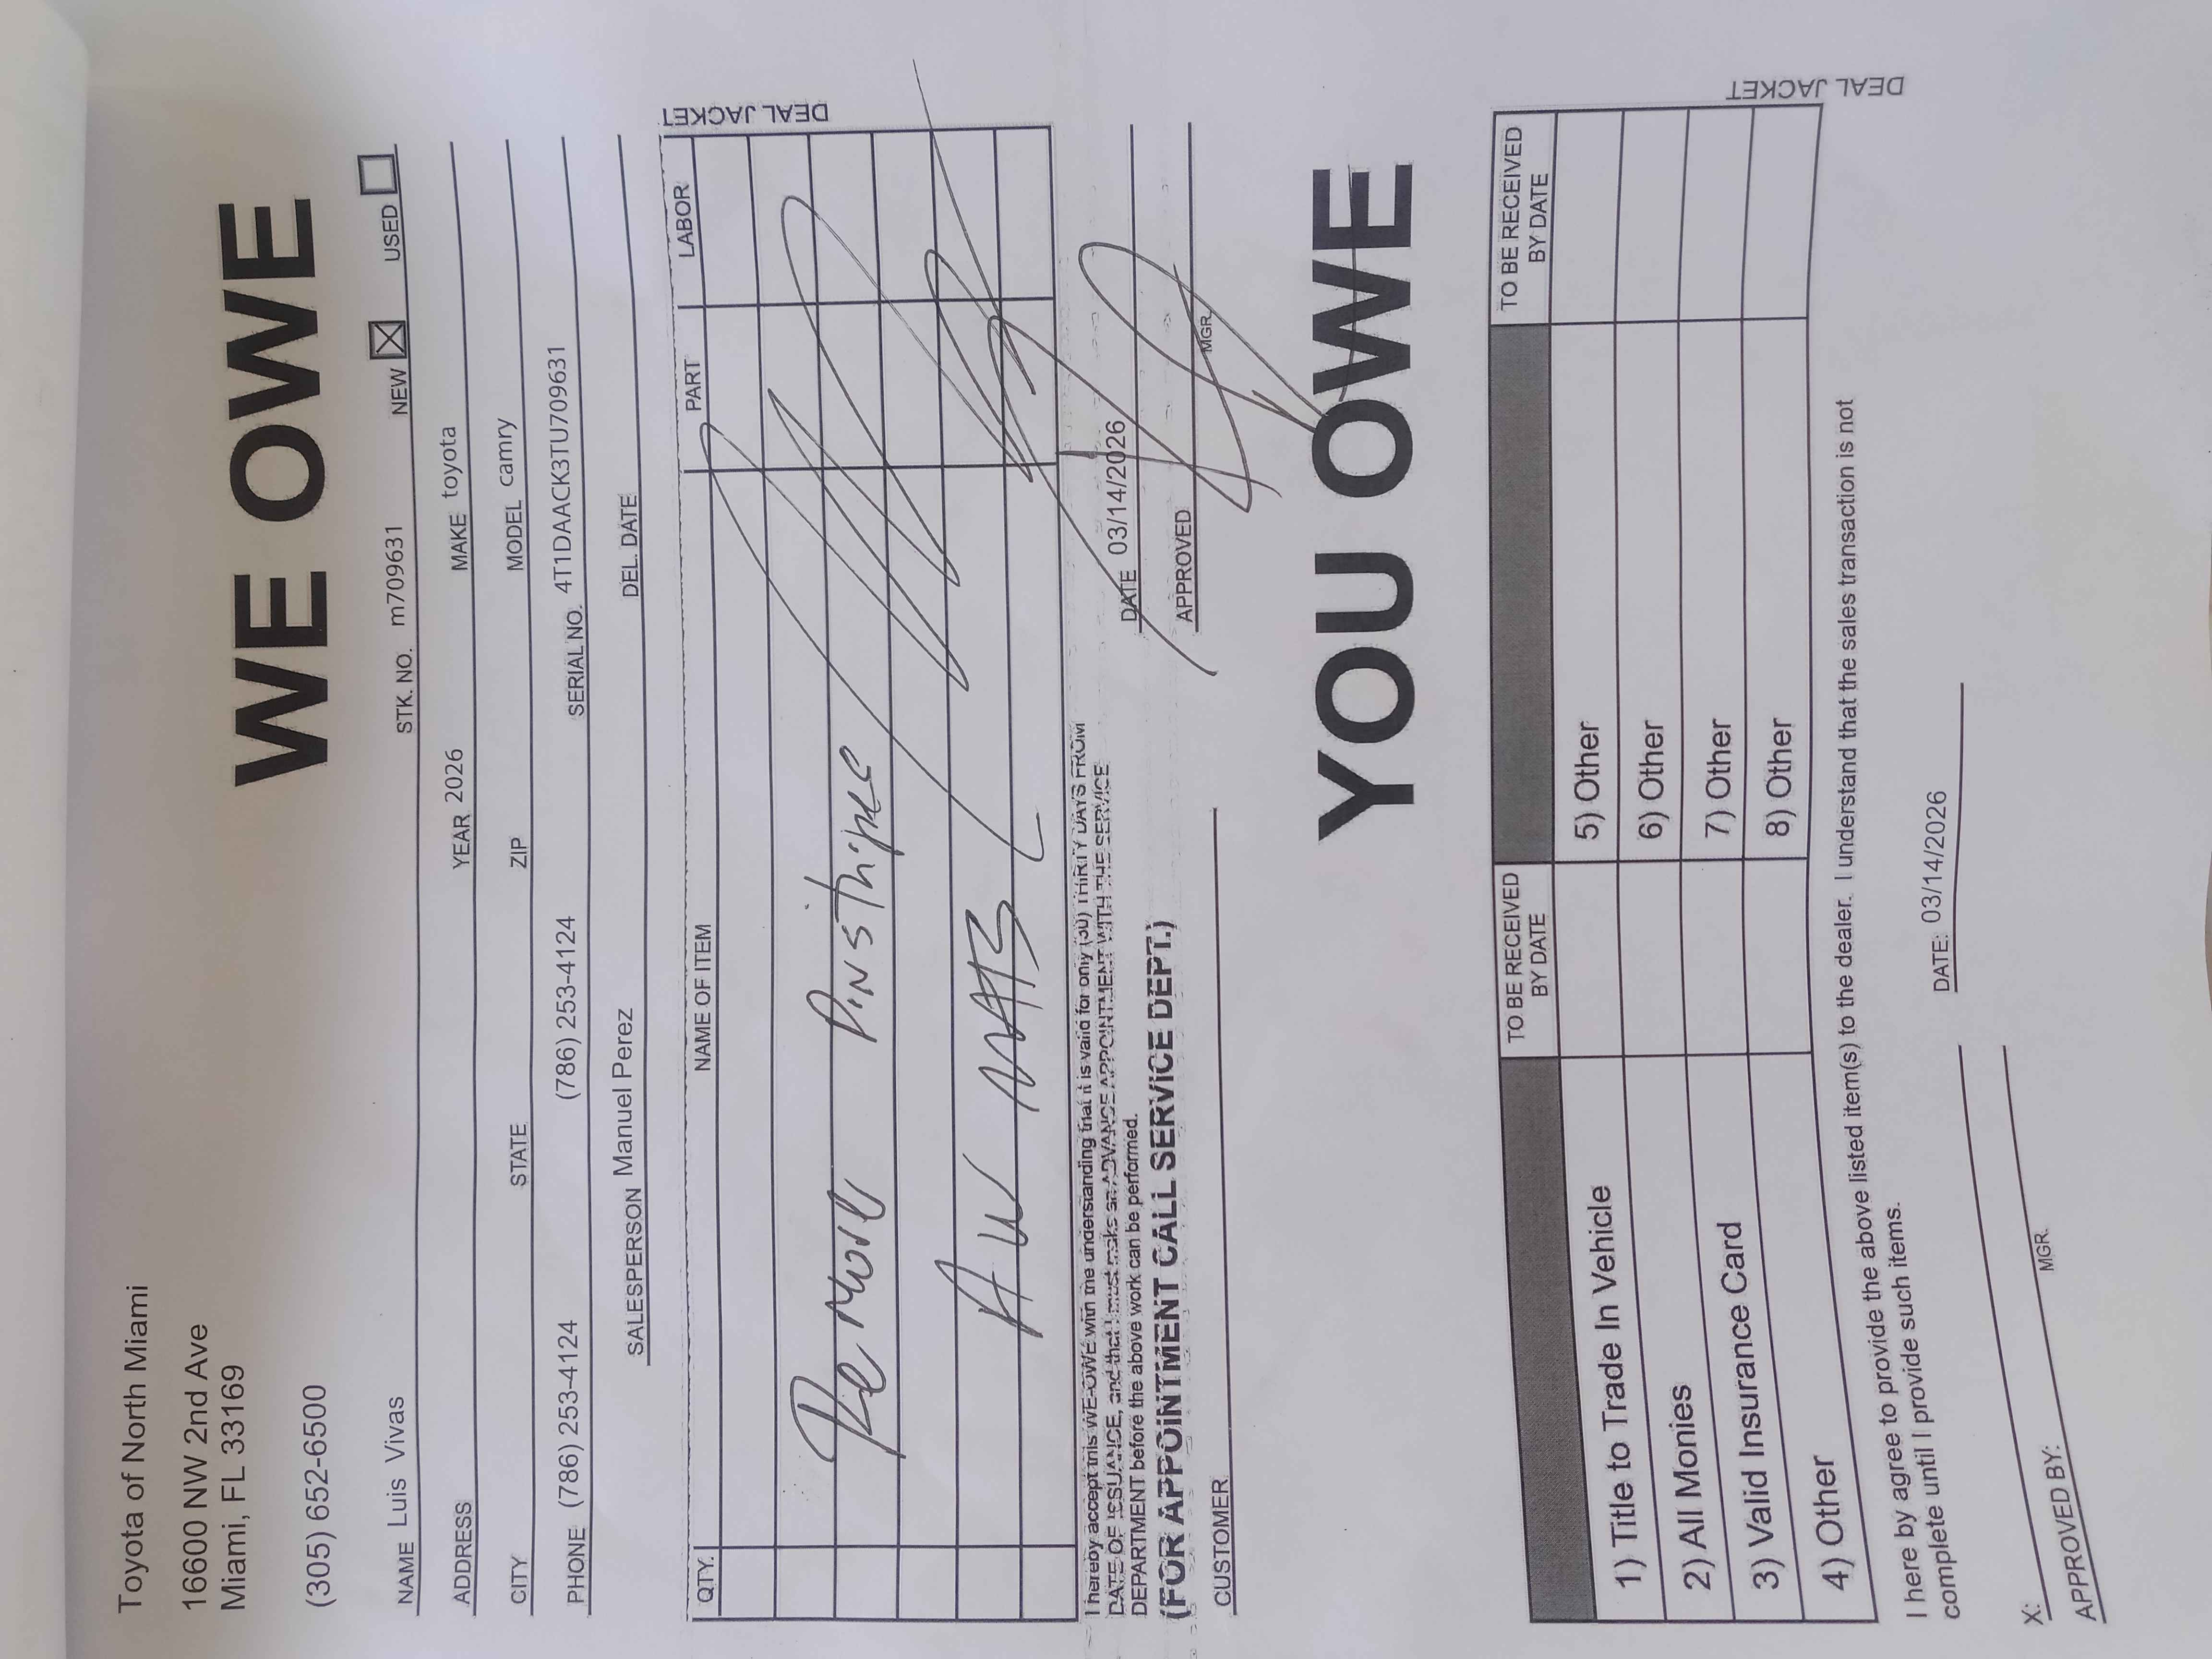 Toyota of North Miami
16600 NW 2nd Ave
Miami, FL 33169
(305) 652-6500
WE OWE
NAME Luis Vivas STK. NO. m709631 NEW USED
ADDRESS YEAR 2026 MAKE toyota
CITY STATE ZIP MODEL camry
PHONE (786) 253-4124 (786) 253-4124 SERIAL NO. 4T1DAACK3TU709631
SALESPERSON Manuel Perez DEL. DATE
QTY. NAME OF ITEM PART LABOR
DEAL JACKET
Remove Pinstripe
I hereby accept this WE-OWE with the understanding that it is valid for only (30) THIRTY DAYS FROM
DATE OF ISSUANCE, and that I must make an ADVANCE APPOINTMENT WITH THE SERVICE
DEPARTMENT before the above work can be performed.
(FOR APPOINTMENT CALL SERVICE DEPT.)
DATE 03/14/2026
CUSTOMER APPROVED
MGR.
YOU OWE
TO BE RECEIVED BY DATE TO BE RECEIVED BY DATE
1) Title to Trade In Vehicle 5) Other
2) All Monies 6) Other
3) Valid Insurance Card 7) Other
4) Other 8) Other
DEAL JACKET
I here by agree to provide the above listed item(s) to the dealer. I understand that the sales transaction is not
complete until I provide such items.
X: DATE: 03/14/2026
APPROVED BY:
MGR.